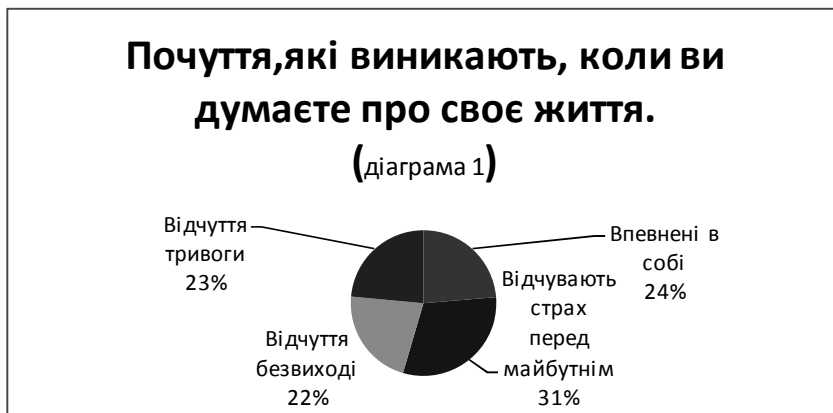 Почуття,які виникають, коли ви
думаєте про своє життя.
(діаграма 1)
Відчуття
тривоги
23%
Впевнені в
собі
24%
Відчувають
страх
перед
майбутнім
31%
Відчуття
безвиході
22%